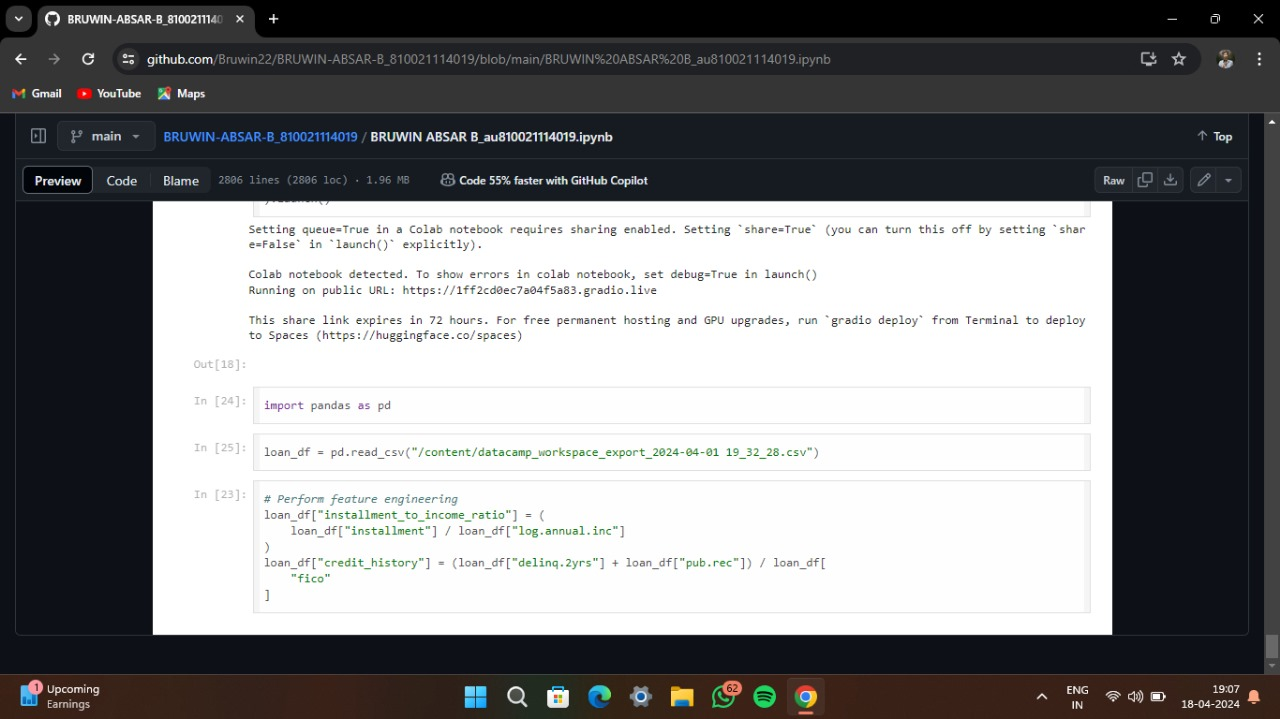 BRUWIN-ABSAR-B_8100211140
github.com/Bruwin22/BRUWIN-ABSAR-B_810021114019/blob/main/BRUWIN%20ABSAR%20B_au810021114019.ipynb
Gmail YouTube Maps
main BRUWIN-ABSAR-B_810021114019 / BRUWIN ABSAR B_au810021114019.ipynb Top
Preview Code Blame 2806 lines (2806 loc) · 1.96 MB Code 55% faster with GitHub Copilot Raw
Setting queue=True in a Colab notebook requires sharing enabled. Setting `share=True` (you can turn this off by setting `shar
e=False` in `launch()` explicitly).
Colab notebook detected. To show errors in colab notebook, set debug=True in launch()
Running on public URL: https://1ff2cd0ec7a04f5a83.gradio.live
This share link expires in 72 hours. For free permanent hosting and GPU upgrades, run `gradio deploy` from Terminal to deploy
to Spaces (https://huggingface.co/spaces)
Out[18]:
In [24]: import pandas as pd
In [25]: loan_df = pd.read_csv("/content/datacamp_workspace_export_2024-04-01 19_32_28.csv")
In [23]: # Perform feature engineering
loan_df["installment_to_income_ratio"] = (
loan_df["installment"] / loan_df["log.annual.inc"]
)
loan_df["credit_history"] = (loan_df["delinq.2yrs"] + loan_df["pub.rec"]) / loan_df[
"fico"
]
1 Upcoming
Earnings
62
ENG
IN
19:07
18-04-2024